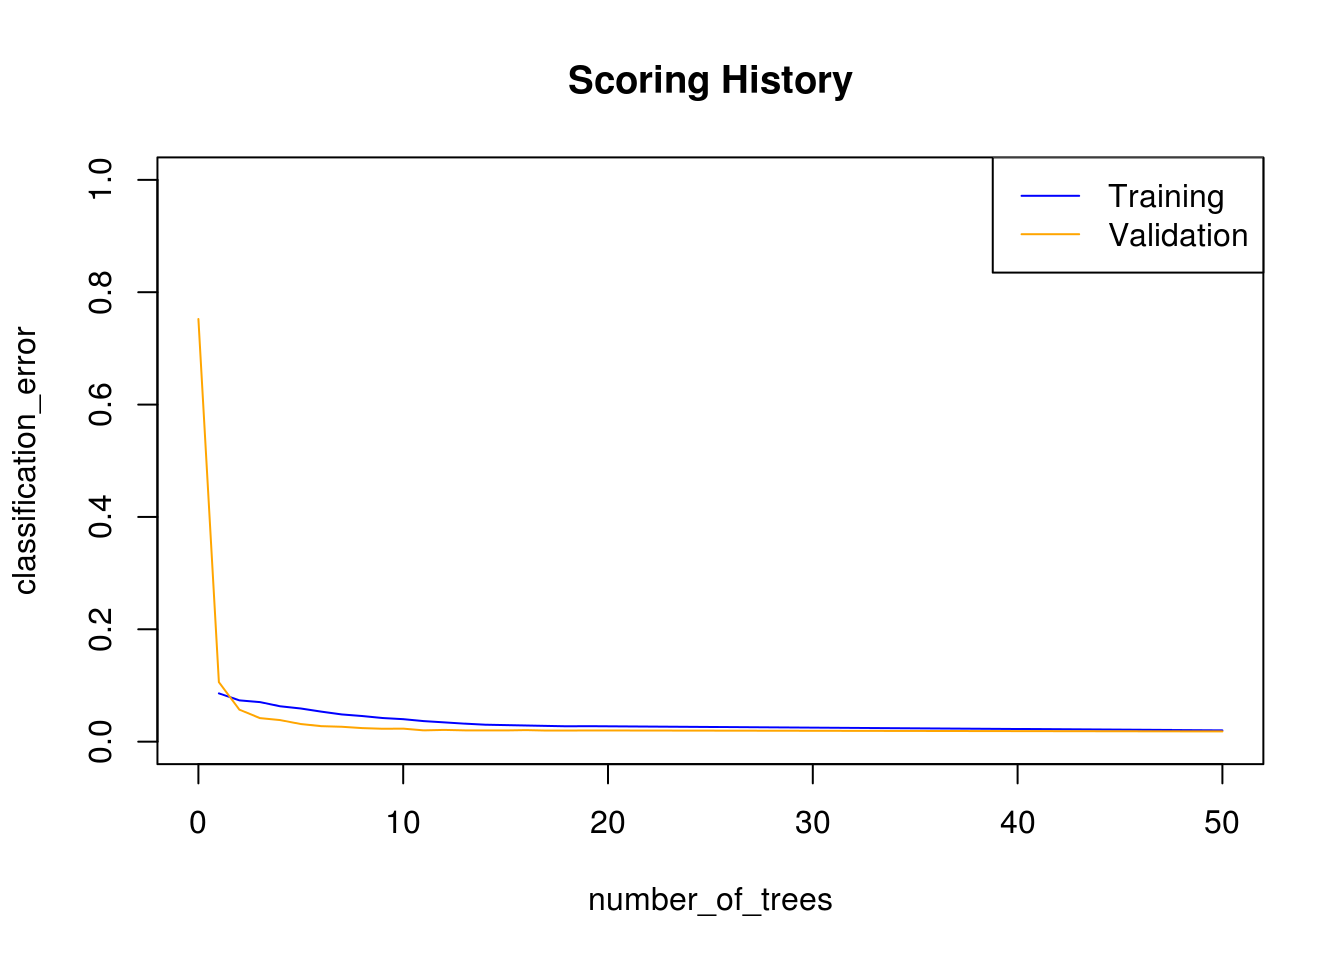 Scoring History
Training
Validation
classification_error
1.0
0.8
0.6
0.4
0.2
0.0
0 10 20 30 40 50
number_of_trees